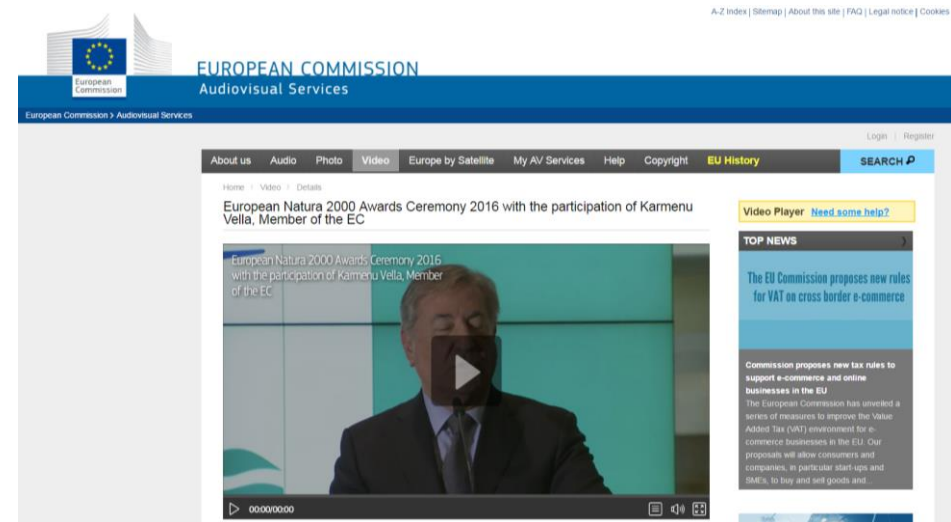 A-Z Index | Sitemap | About this site | FAQ | Legal notice | Cookies
European
Commission
EUROPEAN COMMISSION
Audiovisual Services
European Commission > Audiovisual Services
Login | Register
About us Audio Photo Video Europe by Satellite My AV Services Help Copyright EU History SEARCH
Home > Video > Details
European Natura 2000 Awards Ceremony 2016 with the participation of Karmenu
Vella, Member of the EC
European Natura 2000 Awards Ceremony 2016
with the participation of Karmenu Vella, Member
of the EC
00:00/00:00
Video Player Need some help?
TOP NEWS
The EU Commission proposes new rules
for VAT on cross border e-commerce
Commission proposes new tax rules to
support e-commerce and online
businesses in the EU
The European Commission has unveiled a
series of measures to improve the Value
Added Tax (VAT) environment for e-
commerce businesses in the EU. Our
proposals will allow consumers and
companies, in particular start-ups and
SMEs, to buy and sell goods and...